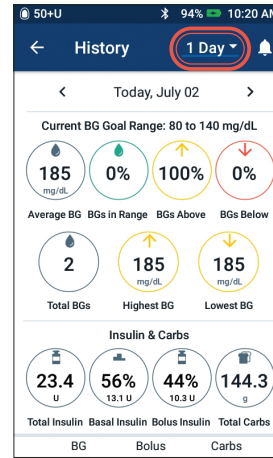 50+U 94% 10:20 AM
← History 1 Day
< Today, July 02 >
Current BG Goal Range: 80 to 140 mg/dL
185 0% 100% 0%
mg/dL
Average BG BGs in Range BGs Above BGs Below
2 185 185
mg/dL mg/dL
Total BGs Highest BG Lowest BG
Insulin & Carbs
23.4 56% 44% 144.3
U 13.1 U 10.3 U g
Total Insulin Basal Insulin Bolus Insulin Total Carbs
BG Bolus Carbs